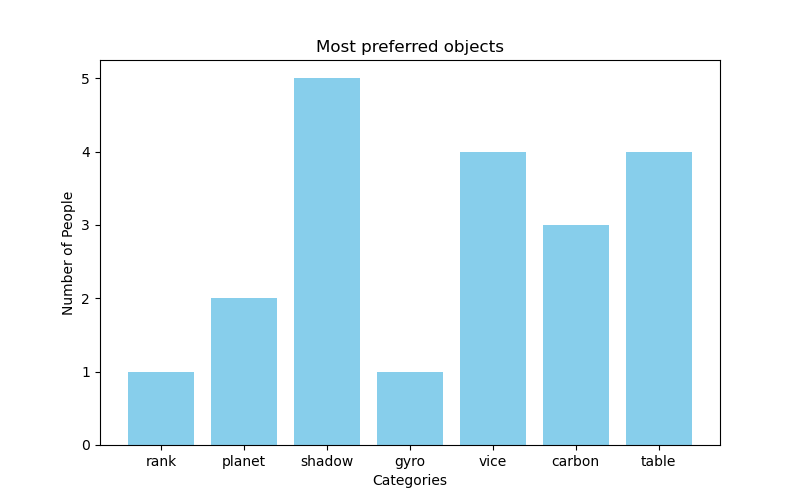 Most preferred objects
Number of People
5
4
3
2
1
0
rank planet shadow gyro vice carbon table
Categories